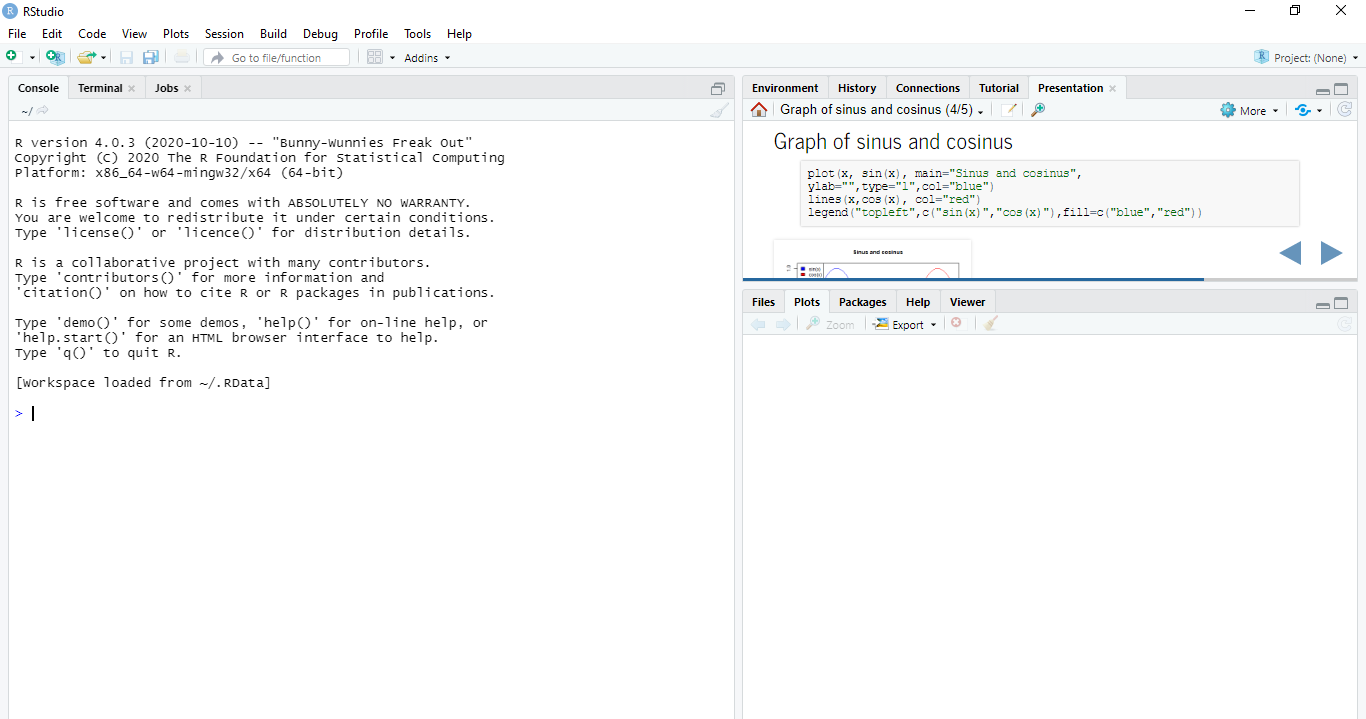 RStudio
File Edit Code View Plots Session Build Debug Profile Tools Help
Go to file/function Addins Project: (None)
Console Terminal Jobs
~/
R version 4.0.3 (2020-10-10) -- "Bunny-Wunnies Freak Out"
Copyright (C) 2020 The R Foundation for Statistical Computing
Platform: x86_64-w64-mingw32/x64 (64-bit)
R is free software and comes with ABSOLUTELY NO WARRANTY.
You are welcome to redistribute it under certain conditions.
Type 'license()' or 'licence()' for distribution details.
R is a collaborative project with many contributors.
Type 'contributors()' for more information and
'citation()' on how to cite R or R packages in publications.
Type 'demo()' for some demos, 'help()' for on-line help, or
'help.start()' for an HTML browser interface to help.
Type 'q()' to quit R.
[Workspace loaded from ~/.RData]
>
Environment History Connections Tutorial Presentation
Graph of sinus and cosinus (4/5) More
Graph of sinus and cosinus
plot(x, sin(x), main="Sinus and cosinus",
ylab="",type="l",col="blue")
lines(x,cos(x), col="red")
legend("topleft",c("sin(x)","cos(x)"),fill=c("blue","red"))
Sinus and cosinus
sin(x)
cos(x)
Files Plots Packages Help Viewer
Zoom Export